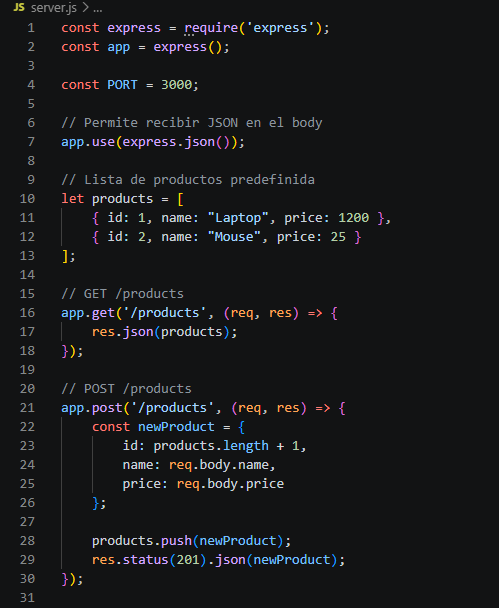 JS server.js > ...
1 const express = require('express');
2 const app = express();
3
4 const PORT = 3000;
5
6 // Permite recibir JSON en el body
7 app.use(express.json());
8
9 // Lista de productos predefinida
10 let products = [
11     { id: 1, name: "Laptop", price: 1200 },
12     { id: 2, name: "Mouse", price: 25 }
13 ];
14
15 // GET /products
16 app.get('/products', (req, res) => {
17     res.json(products);
18 });
19
20 // POST /products
21 app.post('/products', (req, res) => {
22     const newProduct = {
23         id: products.length + 1,
24         name: req.body.name,
25         price: req.body.price
26     };
27
28     products.push(newProduct);
29     res.status(201).json(newProduct);
30 });
31